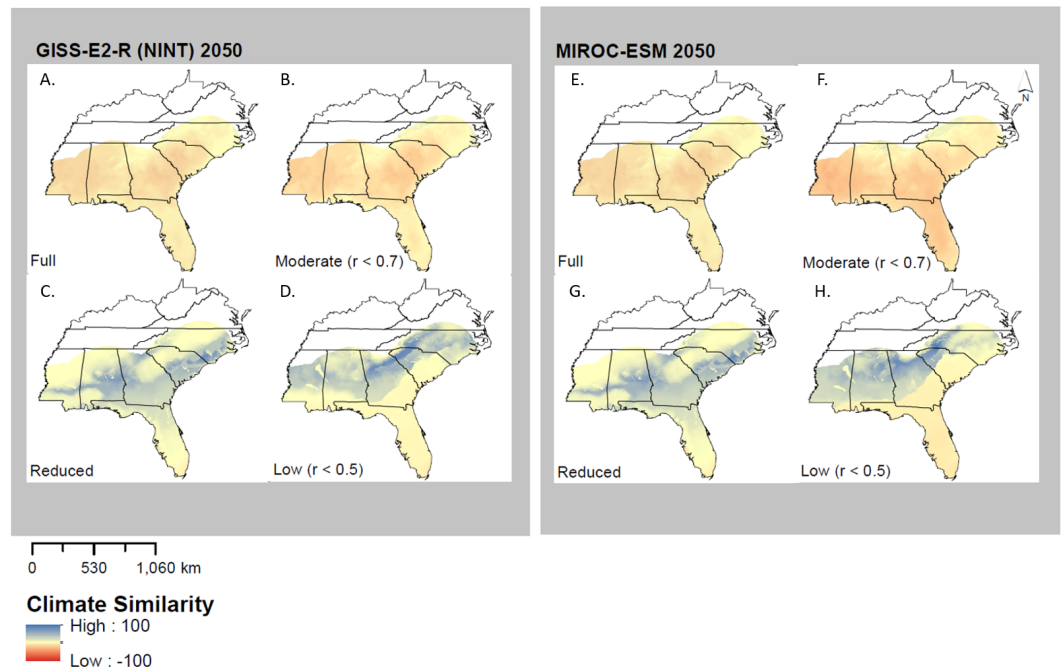 GISS-E2-R (NINT) 2050
A.
B.
Full
Moderate (r < 0.7)
C.
D.
Reduced
Low (r < 0.5)
MIROC-ESM 2050
E.
F.
N
Full
Moderate (r < 0.7)
G.
H.
Reduced
Low (r < 0.5)
0 530 1,060 km
Climate Similarity
High : 100
Low : -100